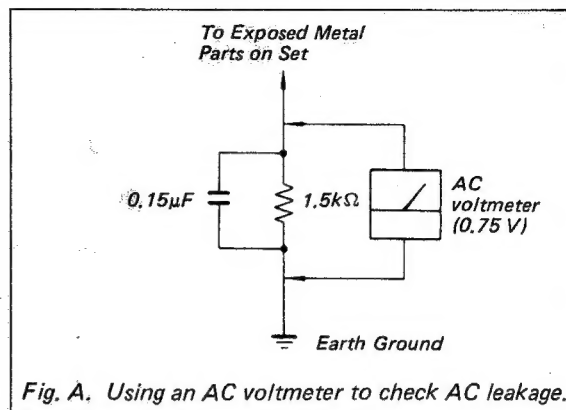 To Exposed Metal
Parts on Set
0.15µF
1.5kΩ
AC
voltmeter
(0.75 V)
Earth Ground
Fig. A. Using an AC voltmeter to check AC leakage.